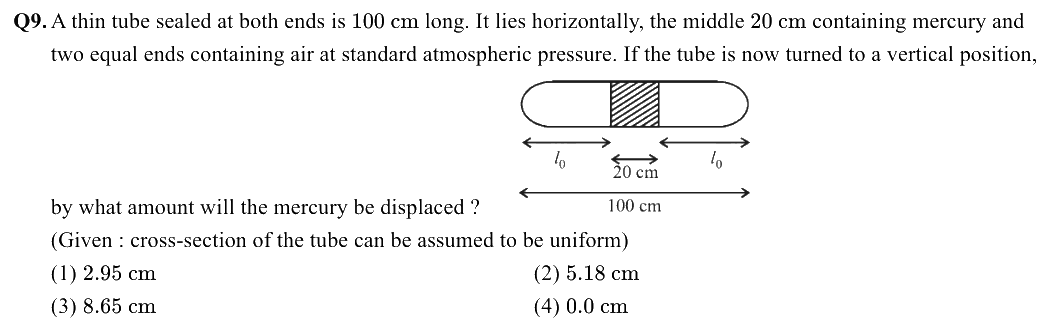 Q9. A thin tube sealed at both ends is 100 cm long. It lies horizontally, the middle 20 cm containing mercury and
two equal ends containing air at standard atmospheric pressure. If the tube is now turned to a vertical position,
l₀
20 cm
l₀
by what amount will the mercury be displaced ?
100 cm
(Given : cross-section of the tube can be assumed to be uniform)
(1) 2.95 cm
(2) 5.18 cm
(3) 8.65 cm
(4) 0.0 cm